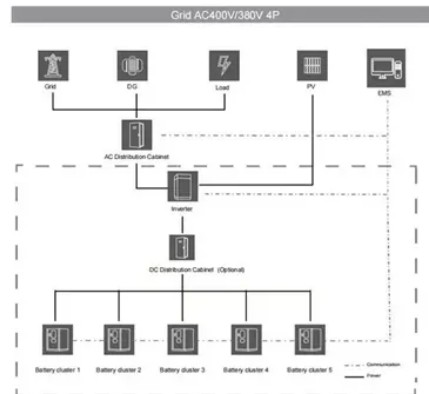 Grid AC400V/380V 4P
Grid
DG
Load
PV
EMS
AC Distribution Cabinet
Inverter
DC Distribution Cabinet (Optional)
Battery cluster 1
Battery cluster 2
Battery cluster 3
Battery cluster 4
Battery cluster 5
Communication
Power